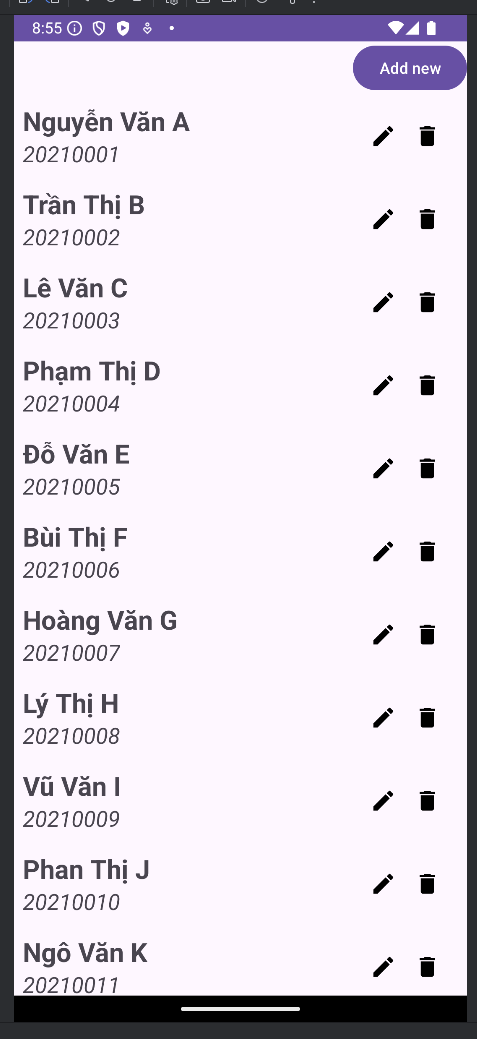 8:55
Add new
Nguyễn Văn A
20210001
Trần Thị B
20210002
Lê Văn C
20210003
Phạm Thị D
20210004
Đỗ Văn E
20210005
Bùi Thị F
20210006
Hoàng Văn G
20210007
Lý Thị H
20210008
Vũ Văn I
20210009
Phan Thị J
20210010
Ngô Văn K
20210011